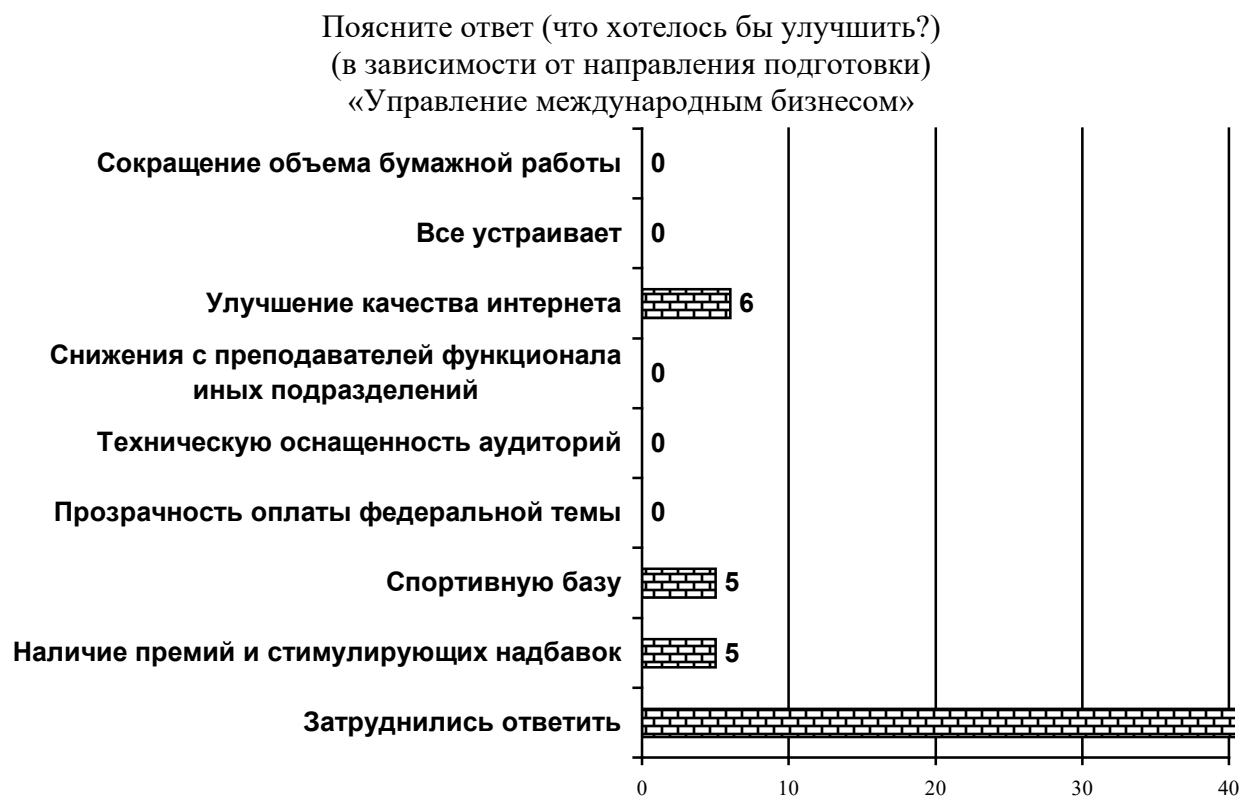 Поясните ответ (что хотелось бы улучшить?)
(в зависимости от направления подготовки)
«Управление международным бизнесом»
Сокращение объема бумажной работы 0
Все устраивает 0
Улучшение качества интернета 6
Снижения с преподавателей функционала
иных подразделений 0
Техническую оснащенность аудиторий 0
Прозрачность оплаты федеральной темы 0
Спортивную базу 5
Наличие премий и стимулирующих надбавок 5
Затруднились ответить
0 10 20 30 40